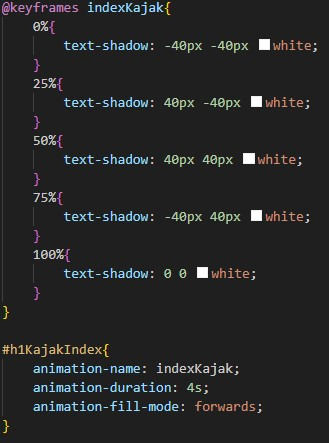 @keyframes indexKajak{
    0%{
        text-shadow: -40px -40px white;
    }
    25%{
        text-shadow: 40px -40px white;
    }
    50%{
        text-shadow: 40px 40px white;
    }
    75%{
        text-shadow: -40px 40px white;
    }
    100%{
        text-shadow: 0 0 white;
    }
}

#h1KajakIndex{
    animation-name: indexKajak;
    animation-duration: 4s;
    animation-fill-mode: forwards;
}